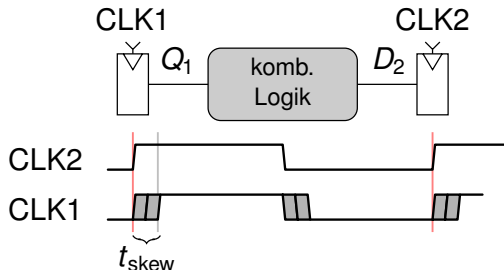 CLK1
CLK2
Q1
komb.
Logik
D2
CLK2
CLK1
tskew